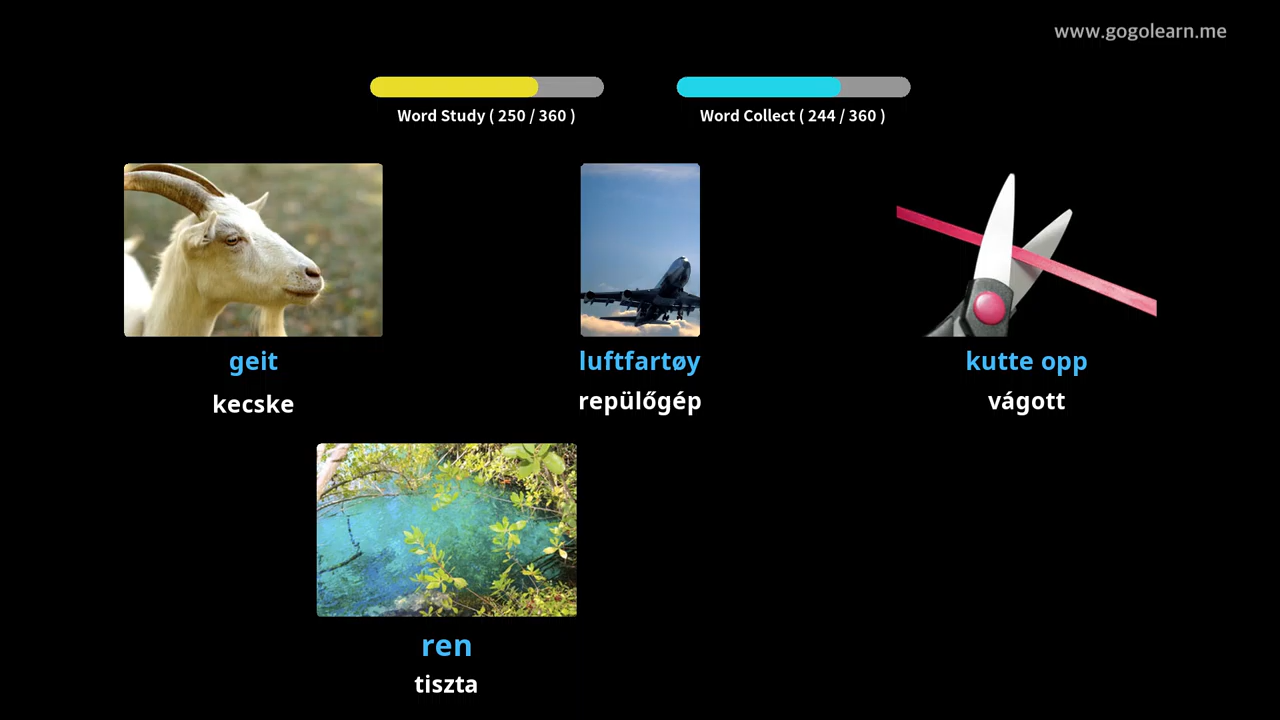 www.gogolearn.me
Word Study ( 250 / 360 )
Word Collect ( 244 / 360 )
geit
luftfartøy
kutte opp
kecske
repülőgép
vágott
ren
tiszta